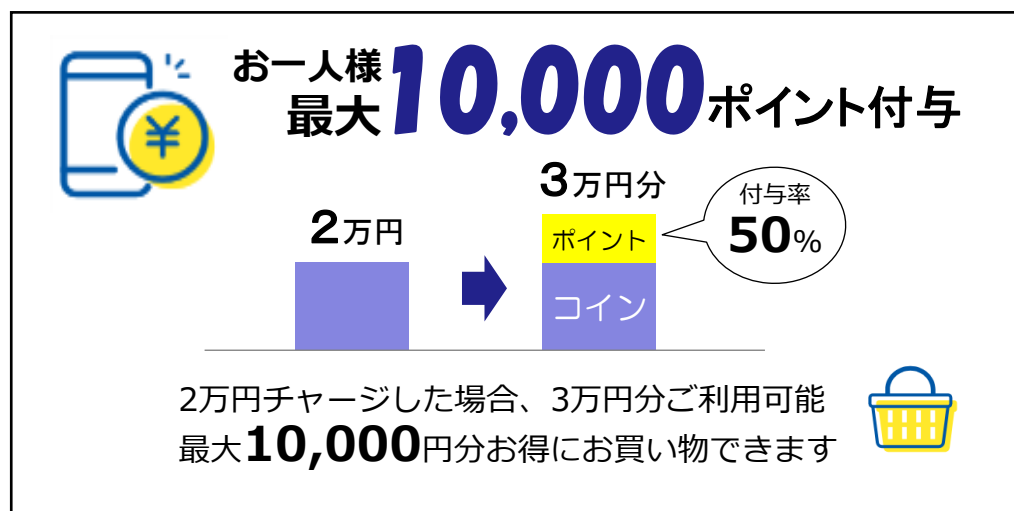 お一人様
最大10,000ポイント付与
2万円
3万円分
付与率
50%
ポイント
コイン
¥
2万円チャージした場合、3万円分ご利用可能
最大10,000円分お得にお買い物できます